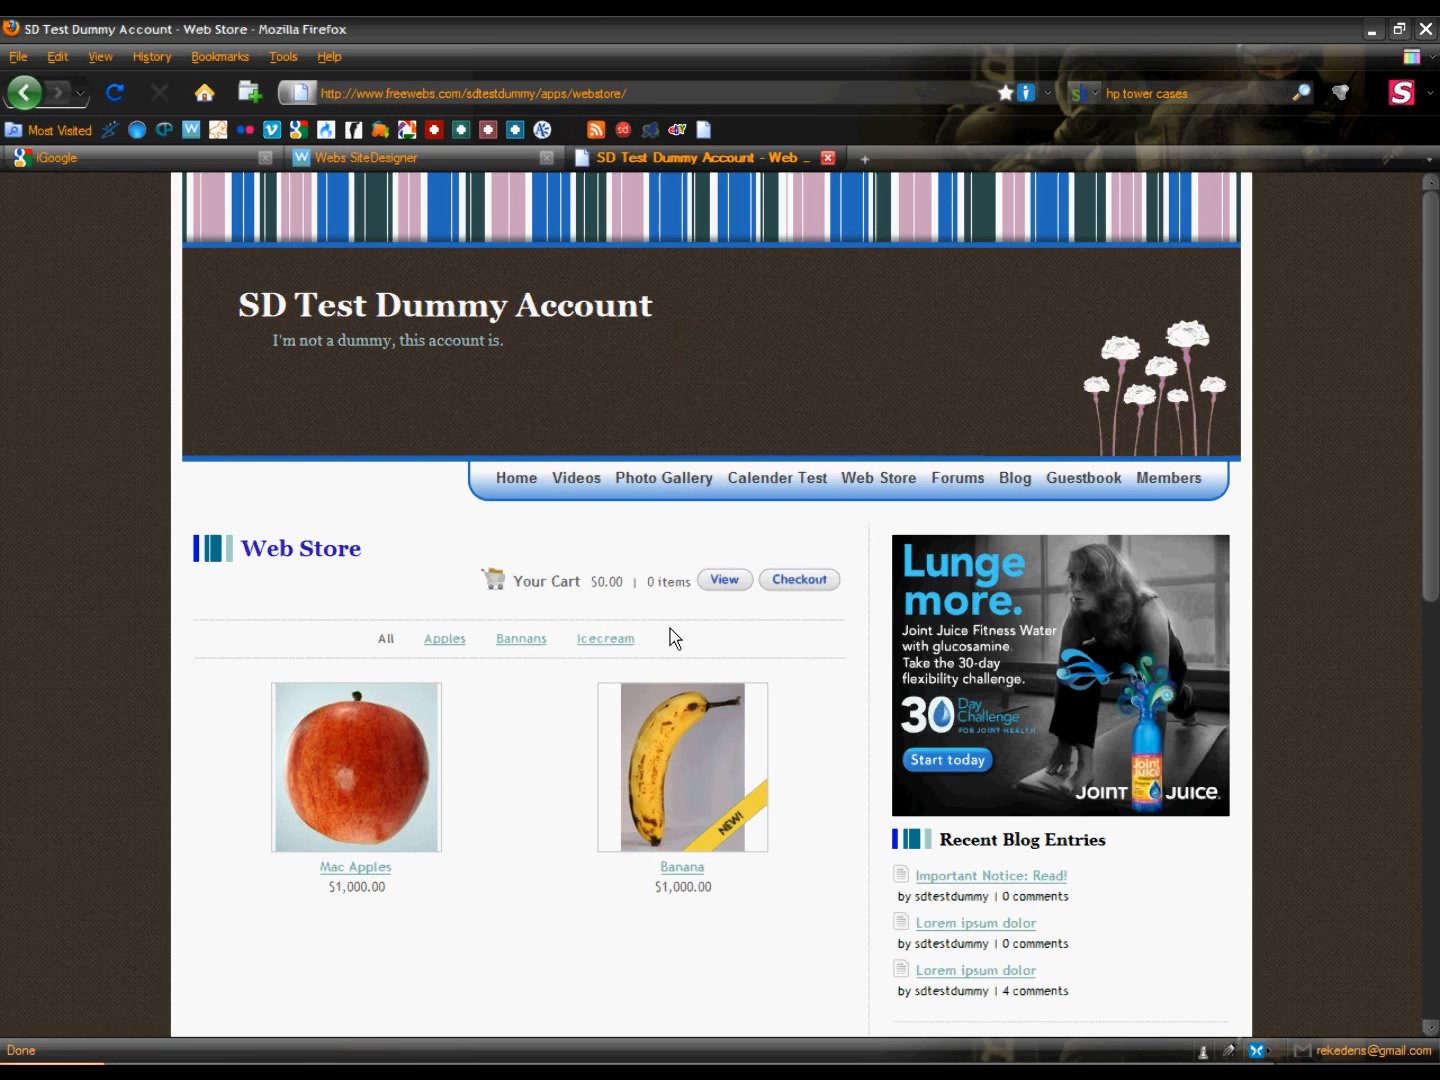 SD Test Dummy Account - Web Store - Mozilla Firefox
File Edit View History Bookmarks Tools Help
http://www.freewebs.com/sdtestdummy/apps/webstore/
hp tower cases
Most Visited
iGoogle
Webs SiteDesigner
SD Test Dummy Account - Web ...
SD Test Dummy Account
I'm not a dummy, this account is.
Home Videos Photo Gallery Calender Test Web Store Forums Blog Guestbook Members
Web Store
Your Cart $0.00 | 0 items View Checkout
All Apples Bannans Icecream
NEW!
Mac Apples
$1,000.00
Banana
$1,000.00
Lunge
more.
Joint Juice Fitness Water
with glucosamine.
Take the 30-day
flexibility challenge.
30 Day
Challenge
FOR JOINT HEALTH
Start today
Joint
Juice
JOINT JUICE.
Recent Blog Entries
Important Notice: Read!
by sdtestdummy | 0 comments
Lorem ipsum dolor
by sdtestdummy | 0 comments
Lorem ipsum dolor
by sdtestdummy | 4 comments
Done
rekedens@gmail.com